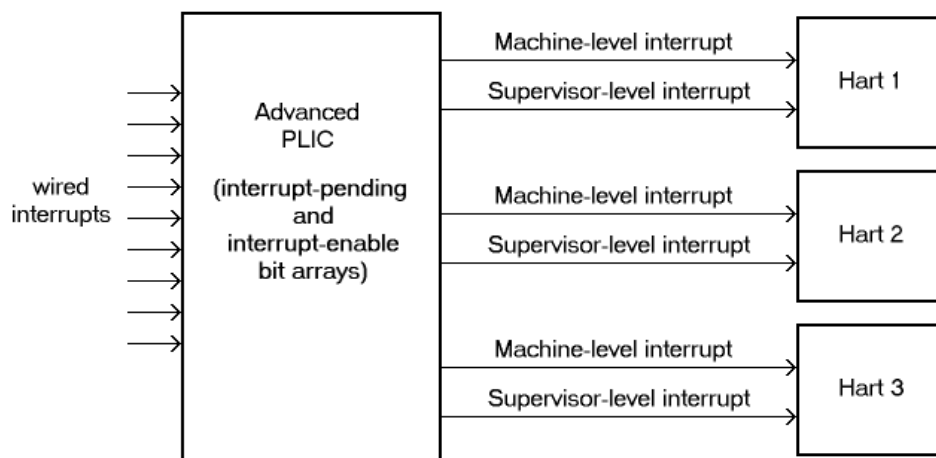 wired
interrupts
Advanced
PLIC
(interrupt-pending
and
interrupt-enable
bit arrays)
Machine-level interrupt
Supervisor-level interrupt
Hart 1
Machine-level interrupt
Supervisor-level interrupt
Hart 2
Machine-level interrupt
Supervisor-level interrupt
Hart 3